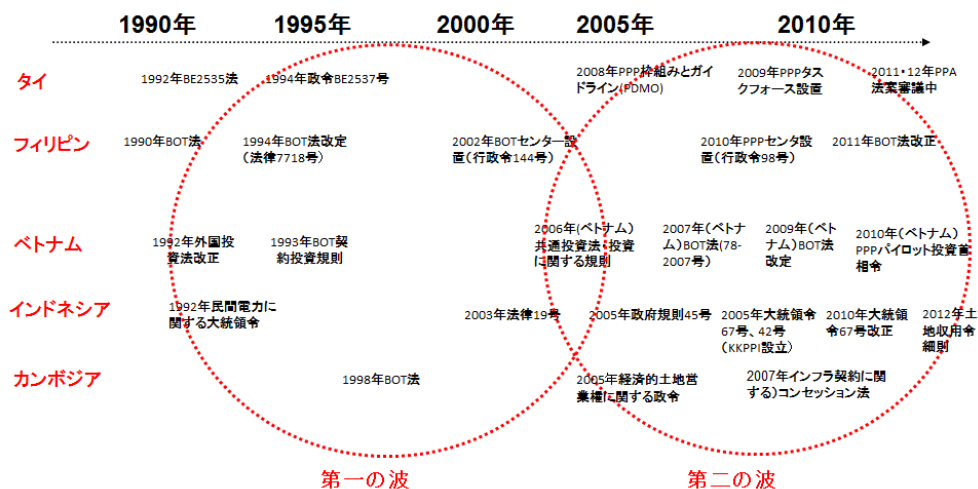 1990年 1995年 2000年 2005年 2010年
タイ
1992年BE2535法
1994年政令BE2537号
2008年PPP枠組みとガイ
ドライン(PDMO)
2009年PPPタス
クフォース設置
2011・12年PPA
法案審議中
フィリピン
1990年BOT法
1994年BOT法改定
(法律7718号)
2002年BOTセンター設
置(行政令144号)
2010年PPPセンタ設
置(行政令98号)
2011年BOT法改正
ベトナム
1992年外国投
資法改正
1993年BOT契
約投資規則
2006年(ベトナム)
共通投資法・投資
に関する規則
2007年(ベトナ
ム)BOT法(78-
2007号)
2009年(ベト
ナム)BOT法
改定
2010年(ベトナム)
PPPパイロット投資首
相令
インドネシア
1992年民間電力に
関する大統領令
2003年法律19号
2005年政府規則45号
2005年大統領令
67号、42号
(KKPPI設立)
2010年大統領
令67号改正
2012年土
地収用令
細則
カンボジア
1998年BOT法
2005年経済的土地営
業権に関する政令
2007年インフラ契約に関
する)コンセッション法
第一の波
第二の波